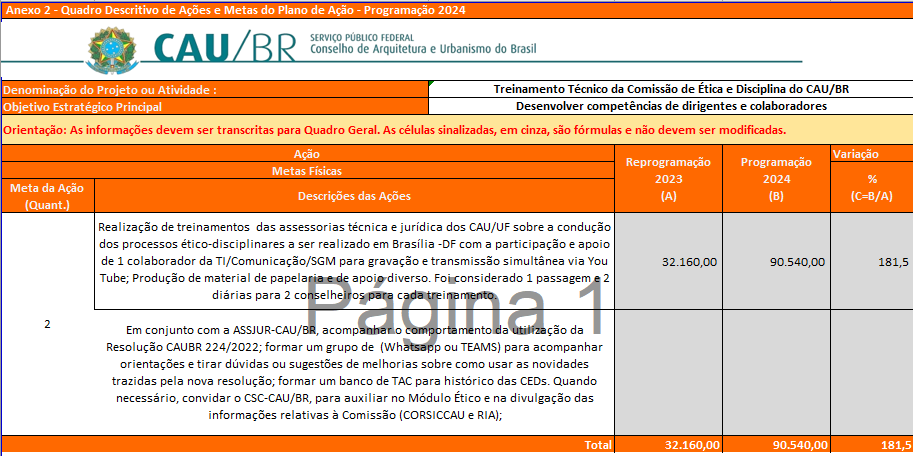 Anexo 2 - Quadro Descritivo de Ações e Metas do Plano de Ação - Programação 2024
CAU/BR
SERVIÇO PÚBLICO FEDERAL
Conselho de Arquitetura e Urbanismo do Brasil
Denominação do Projeto ou Atividade :
Treinamento Técnico da Comissão de Ética e Disciplina do CAU/BR
Objetivo Estratégico Principal
Desenvolver competências de dirigentes e colaboradores
Orientação: As informações devem ser transcritas para Quadro Geral. As células sinalizadas, em cinza, são fórmulas e não devem ser modificadas.
Ação
Metas Físicas
Meta da Ação
(Quant.)
Descrições das Ações
Reprogramação
2023
(A)
Programação
2024
(B)
Variação
%
(C=B/A)
2
Realização de treinamentos das assessorias técnica e jurídica dos CAU/UF sobre a condução
dos processos ético-disciplinares a ser realizado em Brasília -DF com a participação e apoio
de 1 colaborador da TI/Comunicação/SGM para gravação e transmissão simultânea via You
Tube; Produção de material de papelaria e de apoio diverso. Foi considerado 1 passagem e 2
diárias para 2 conselheiros para cada treinamento.
32.160,00
90.540,00
181,5
Em conjunto com a ASSJUR-CAU/BR, acompanhar o comportamento da utilização da
Resolução CAUBR 224/2022; formar um grupo de (Whatsapp ou TEAMS) para acompanhar
orientações e tirar dúvidas ou sugestões de melhorias sobre como usar as novidades
trazidas pela nova resolução; formar um banco de TAC para histórico das CEDs. Quando
necessário, convidar o CSC-CAU/BR, para auxiliar no Módulo Ético e na divulgação das
informações relativas à Comissão (CORSICCAU e RIA);
Página 1
Total
32.160,00
90.540,00
181,5